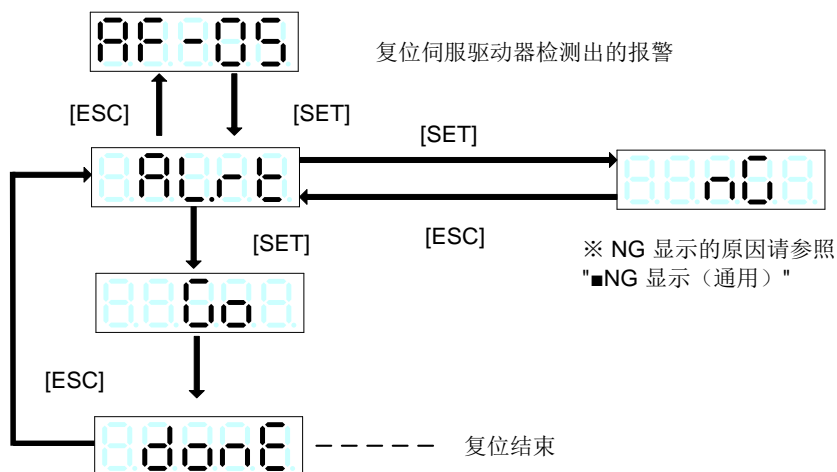 AF-05
复位伺服驱动器检测出的报警
[ESC]
[SET]
[SET]
AL.rt
nG
[SET]
[ESC]
※ NG 显示的原因请参照
"■NG 显示（通用）"
Go
[ESC]
donE
复位结束